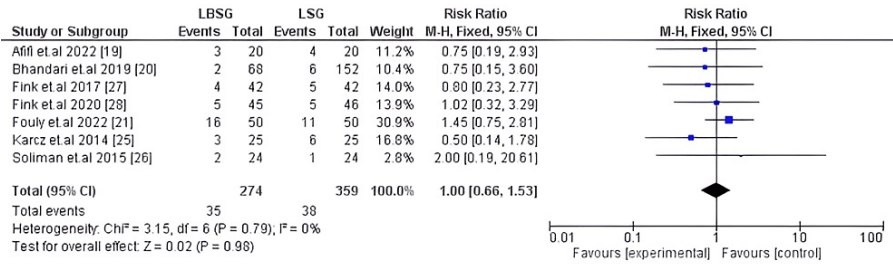 LBSG LSG Risk Ratio Risk Ratio
Study or Subgroup Events Total Events Total Weight M-H, Fixed, 95% CI M-H, Fixed, 95% CI
Afifi et.al 2022 [19] 3 20 4 20 11.2% 0.75 [0.19, 2.93]
Bhandari et.al 2019 [20] 2 68 6 152 10.4% 0.75 [0.15, 3.60]
Fink et.al 2017 [27] 4 42 5 42 14.0% 0.80 [0.23, 2.77]
Fink et.al 2020 [28] 5 45 5 46 13.9% 1.02 [0.32, 3.29]
Fouly et.al 2022 [21] 16 50 11 50 30.9% 1.45 [0.75, 2.81]
Karcz et.al 2014 [25] 3 25 6 25 16.8% 0.50 [0.14, 1.78]
Soliman et.al 2015 [26] 2 24 1 24 2.8% 2.00 [0.19, 20.61]
Total (95% CI) 274 359 100.0% 1.00 [0.66, 1.53]
Total events 35 38
Heterogeneity: Chi² = 3.15, df = 6 (P = 0.79); I² = 0%
Test for overall effect: Z = 0.02 (P = 0.98)
0.01 0.1 1 10 100
Favours [experimental] Favours [control]